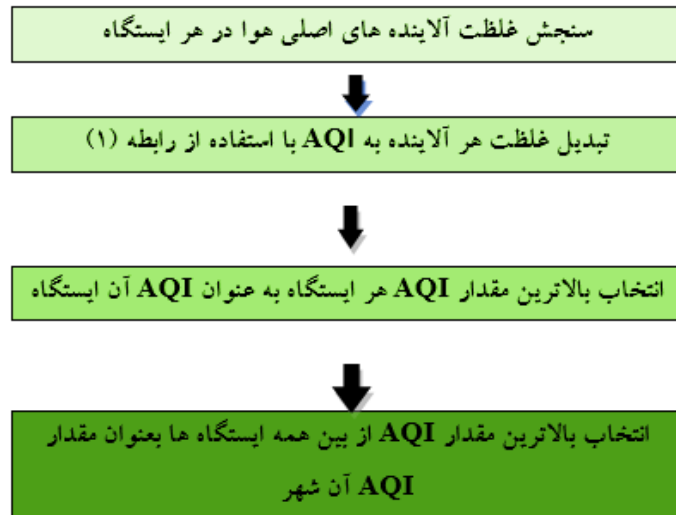 سنجش غلظت آلاینده های اصلی هوا در هر ایستگاه
تبدیل غلظت هر آلاینده به AQI با استفاده از رابطه (۱)
انتخاب بالاترین مقدار AQI هر ایستگاه به عنوان AQI آن ایستگاه
انتخاب بالاترین مقدار AQI از بین همه ایستگاه ها بعنوان مقدار
AQI آن شهر